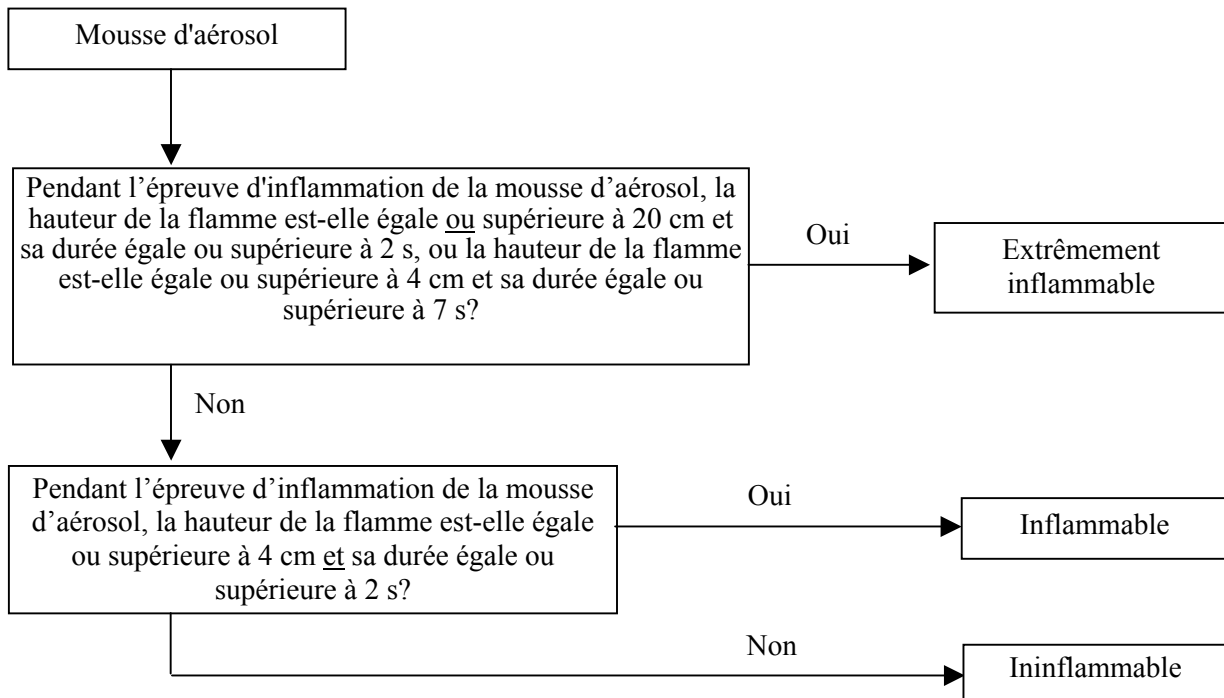 Mousse d'aérosol
Pendant l’épreuve d'inflammation de la mousse d’aérosol, la
hauteur de la flamme est-elle égale ou supérieure à 20 cm et
sa durée égale ou supérieure à 2 s, ou la hauteur de la flamme
est-elle égale ou supérieure à 4 cm et sa durée égale ou
supérieure à 7 s?
Oui
Extrêmement
inflammable
Non
Pendant l’épreuve d’inflammation de la mousse
d’aérosol, la hauteur de la flamme est-elle égale
ou supérieure à 4 cm et sa durée égale ou
supérieure à 2 s?
Oui
Inflammable
Non
Ininflammable